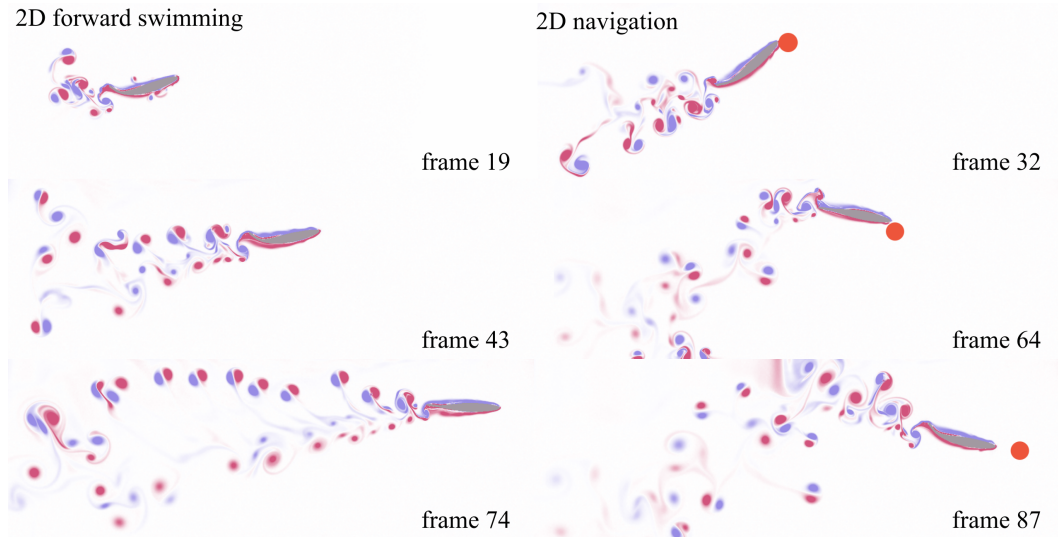 2D forward swimming
2D navigation
frame 19
frame 32
frame 43
frame 64
frame 74
frame 87